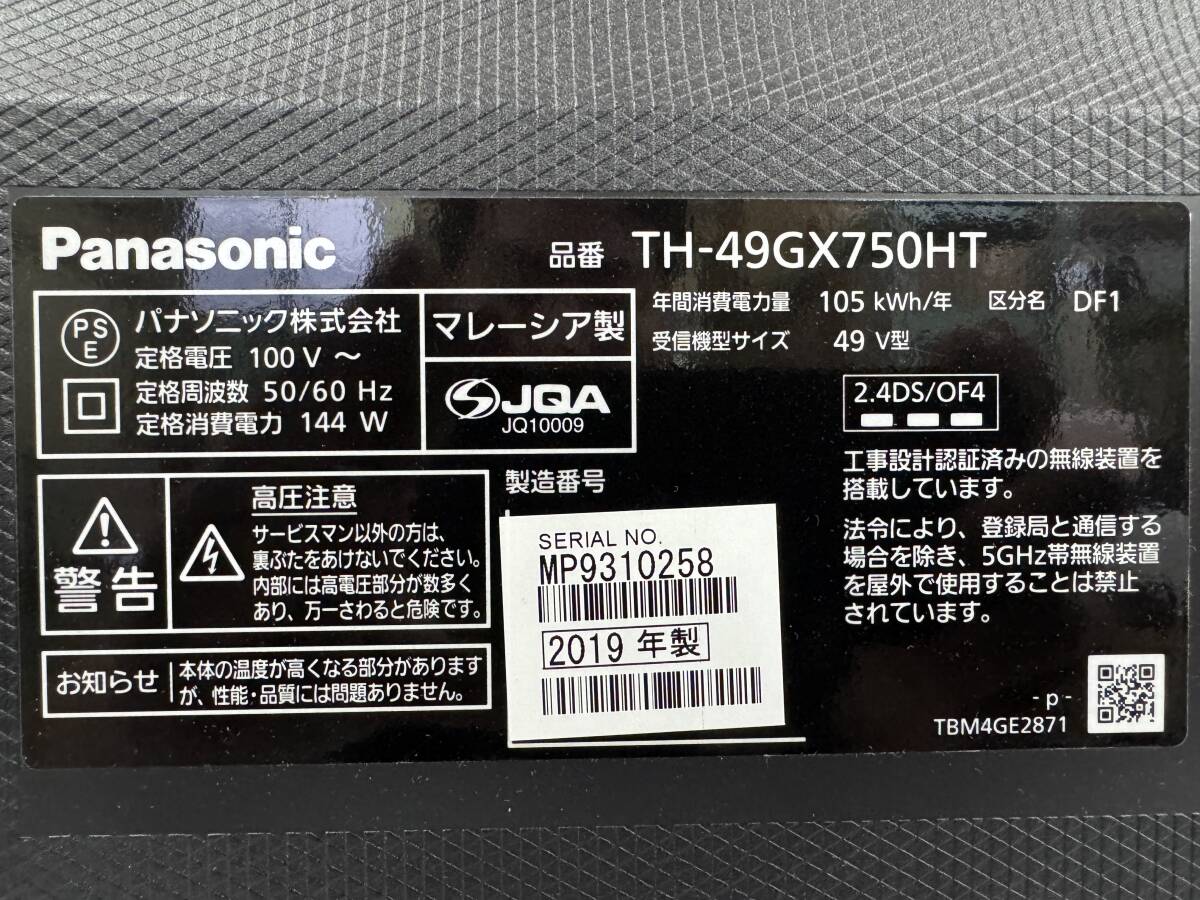 Panasonic
品番 TH-49GX750HT
PS
E
パナソニック株式会社
定格電圧 100 V ～
定格周波数 50/60 Hz
定格消費電力 144 W
マレーシア製
JQA
JQ10009
年間消費電力量 105 kWh/年 区分名 DF1
受信機型サイズ 49 V型
2.4DS/OF4
工事設計認証済みの無線装置を
搭載しています。
法令により、登録局と通信する
場合を除き、5GHz帯無線装置
を屋外で使用することは禁止
されています。
警告
高圧注意
サービスマン以外の方は、
裏ぶたをあけないでください。
内部には高電圧部分が数多く
あり、万一さわると危険です。
お知らせ
本体の温度が高くなる部分があります
が、性能・品質には問題ありません。
製造番号
SERIAL NO.
MP9310258
2019 年製
- p -
TBM4GE2871